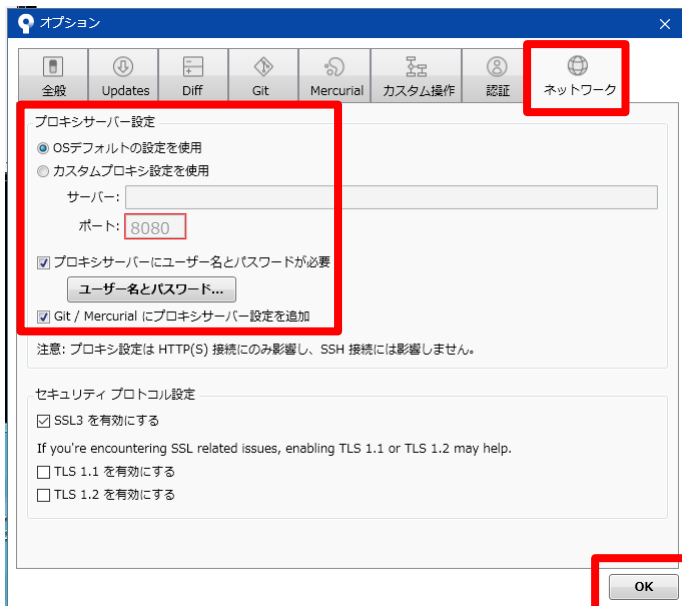 オプション
全般 Updates Diff Git Mercurial カスタム操作 認証 ネットワーク
プロキシサーバー設定
OSデフォルトの設定を使用
カスタムプロキシ設定を使用
サーバー:
ポート: 8080
プロキシサーバーにユーザー名とパスワードが必要
ユーザー名とパスワード...
Git / Mercurial にプロキシサーバー設定を追加
注意: プロキシ設定は HTTP(S) 接続にのみ影響し、SSH 接続には影響しません。
セキュリティ プロトコル設定
SSL3 を有効にする
If you're encountering SSL related issues, enabling TLS 1.1 or TLS 1.2 may help.
TLS 1.1 を有効にする
TLS 1.2 を有効にする
OK